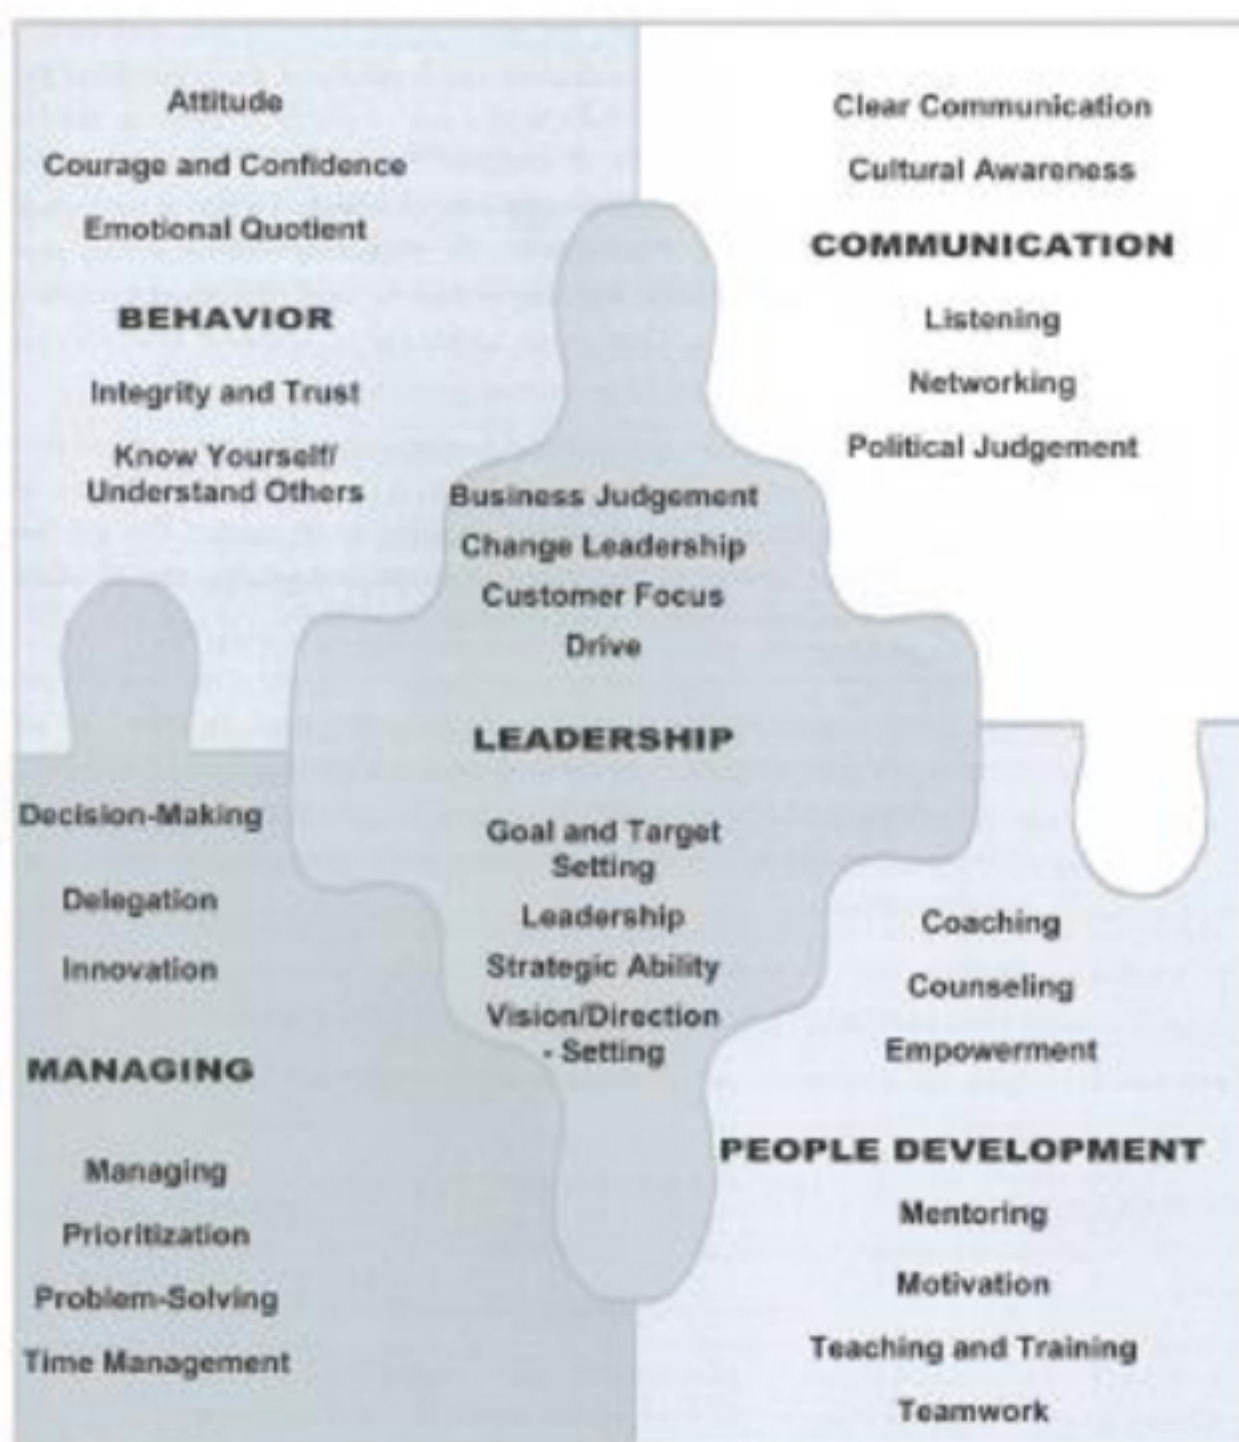 Attitude
Courage and Confidence
Emotional Quotient
BEHAVIOR
Integrity and Trust
Know Yourself/
Understand Others
Clear Communication
Cultural Awareness
COMMUNICATION
Listening
Networking
Political Judgement
Business Judgement
Change Leadership
Customer Focus
Drive
LEADERSHIP
Goal and Target
Setting
Leadership
Strategic Ability
Vision/Direction
- Setting
Decision-Making
Delegation
Innovation
MANAGING
Managing
Prioritization
Problem-Solving
Time Management
Coaching
Counseling
Empowerment
PEOPLE DEVELOPMENT
Mentoring
Motivation
Teaching and Training
Teamwork